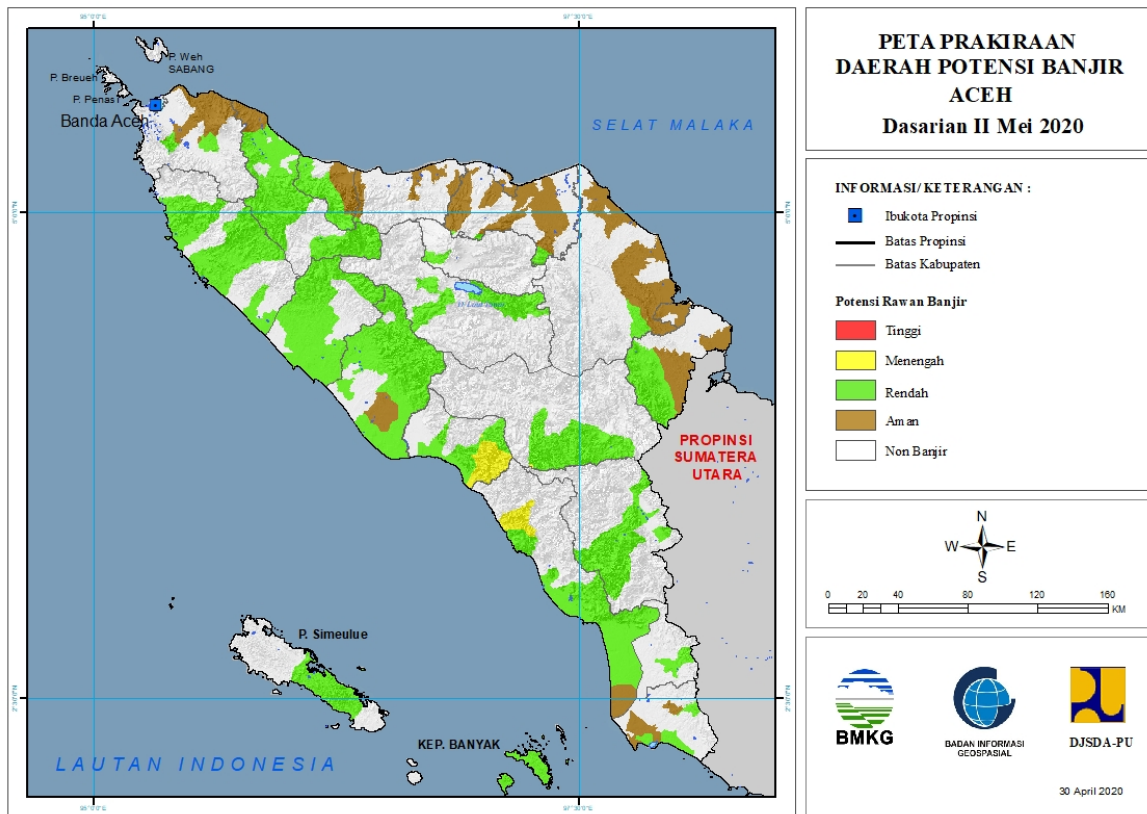 PETA PRAKIRAAN
DAERAH POTENSI BANJIR
ACEH
Dasarian II Mei 2020
INFORMASI/ KETERANGAN :
Ibukota Propinsi
Batas Propinsi
Batas Kabupaten
Potensi Rawan Banjir
Tinggi
Menengah
Rendah
Aman
Non Banjir
N
W E
S
0 20 40 80 120 160
KM
BMKG
BADAN INFORMASI
GEOSPASIAL
DJSDA-PU
30 April 2020
P. Weh
SABANG
P. Breueh
P. Penasi
Banda Aceh
SELAT MALAKA
PROPINSI
SUMATERA
UTARA
P. Simeulue
KEP. BANYAK
LAUTAN INDONESIA